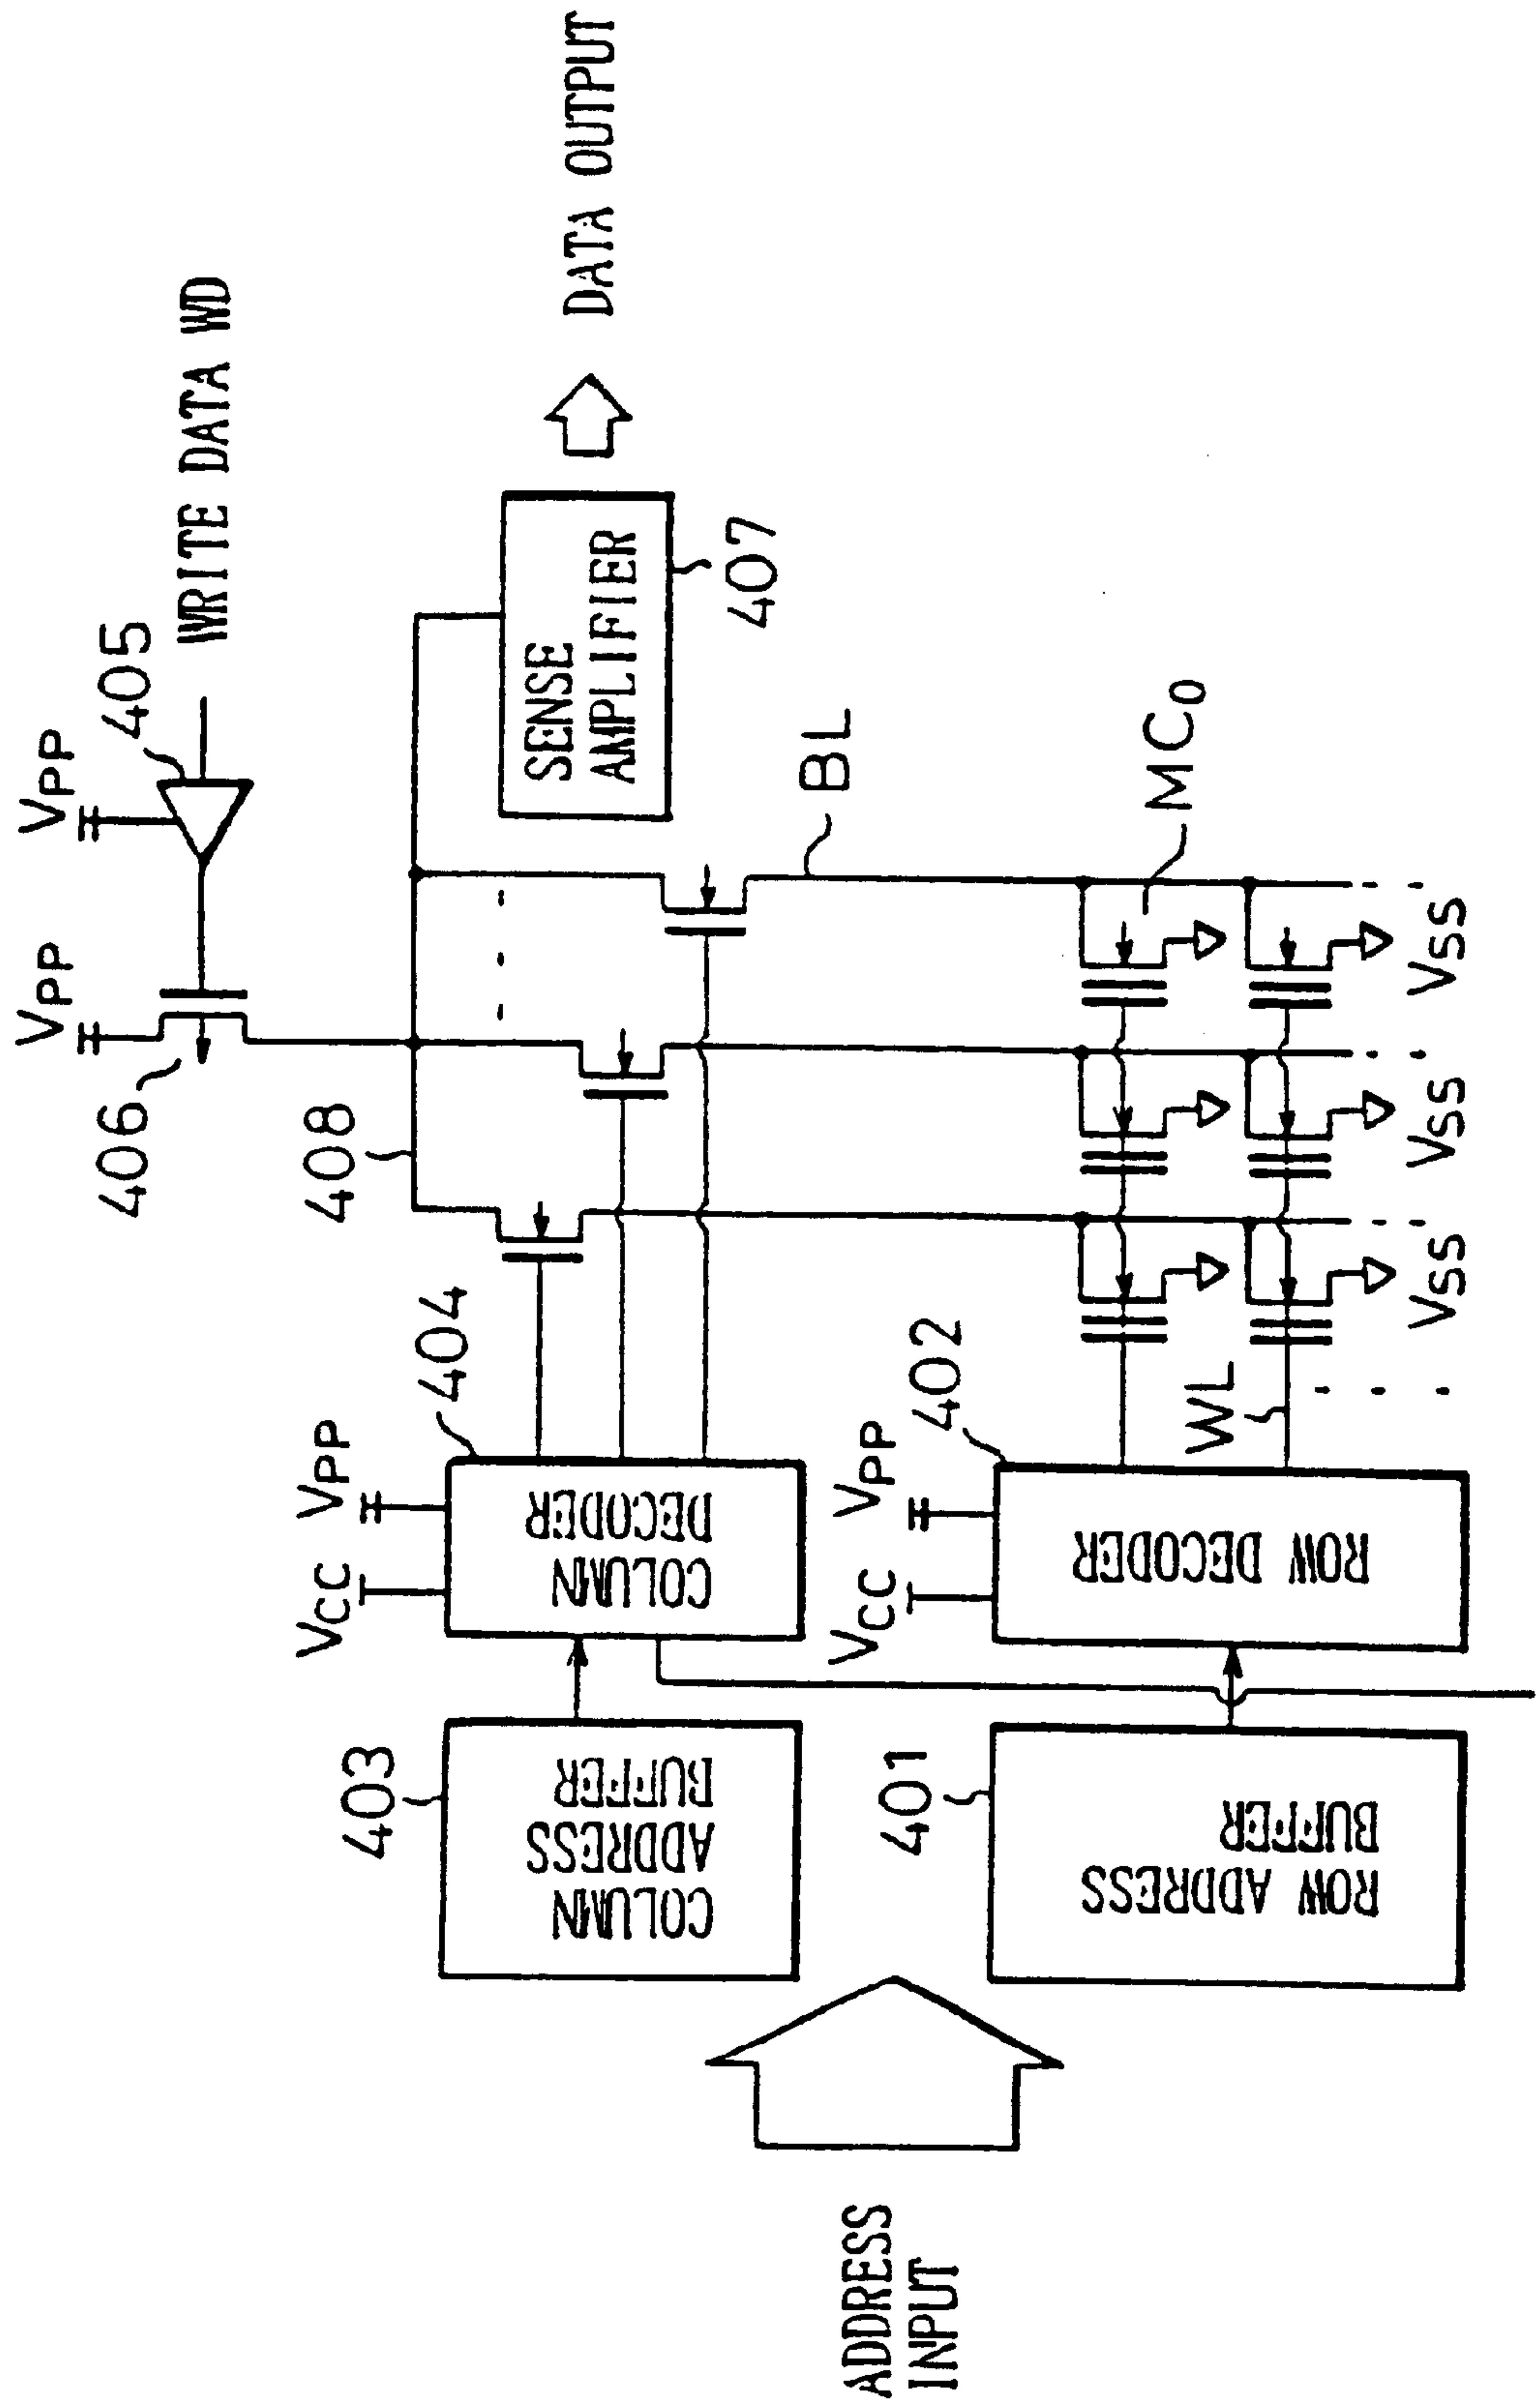 VPP
VPP
405
WRITE DATA WD
406
408
SENSE
AMPLIFIER
407
DATA OUTPUT
404
VCC
VPP
COLUMN
DECODER
403
COLUMN
ADDRESS
BUFFER
BL
MC0
402
VCC
VPP
ROW DECODER
WL
401
ROW ADDRESS
BUFFER
VSS
VSS
VSS
ADDRESS
INPUT